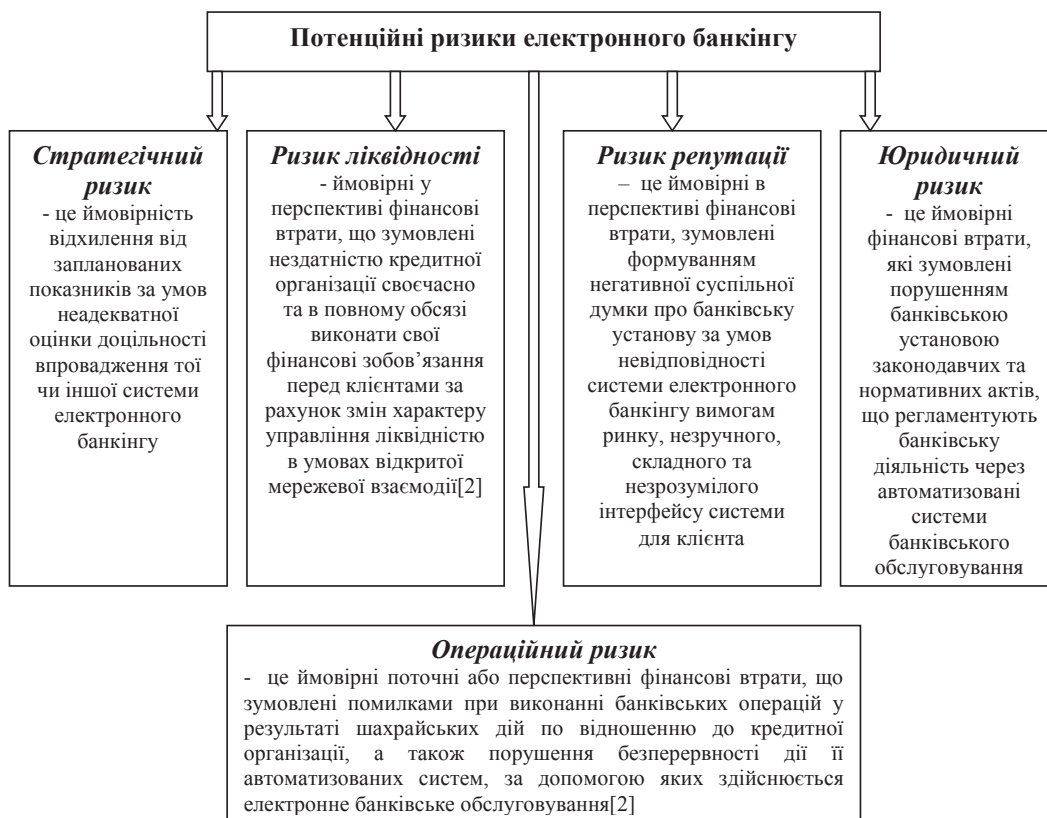 Потенційні ризики електронного банкінгу
Стратегічний
ризик
- це ймовірність
відхилення від
запланованих
показників за умов
неадекватної
оцінки доцільності
впровадження тої
чи іншої системи
електронного
банкінгу
Ризик ліквідності
- ймовірні у
перспективі фінансові
втрати, що зумовлені
нездатністю кредитної
організації своєчасно
та в повному обсязі
виконати свої
фінансові зобов’язання
перед клієнтами за
рахунок змін характеру
управління ліквідністю
в умовах відкритої
мережевої взаємодії[2]
Ризик репутації
– це ймовірні в
перспективі фінансові
втрати, зумовлені
формуванням
негативної суспільної
думки про банківську
установу за умов
невідповідності
системи електронного
банкінгу вимогам
ринку, незручного,
складного та
незрозумілого
інтерфейсу системи
для клієнта
Юридичний
ризик
- це ймовірні
фінансові втрати,
які зумовлені
порушенням
банківською
установою
законодавчих та
нормативних актів,
що регламентують
банківську
діяльність через
автоматизовані
системи
банківського
обслуговування
Операційний ризик
- це ймовірні поточні або перспективні фінансові втрати, що
зумовлені помилками при виконанні банківських операцій у
результаті шахрайських дій по відношенню до кредитної
організації, а також порушення безперервності дії її
автоматизованих систем, за допомогою яких здійснюється
електронне банківське обслуговування[2]